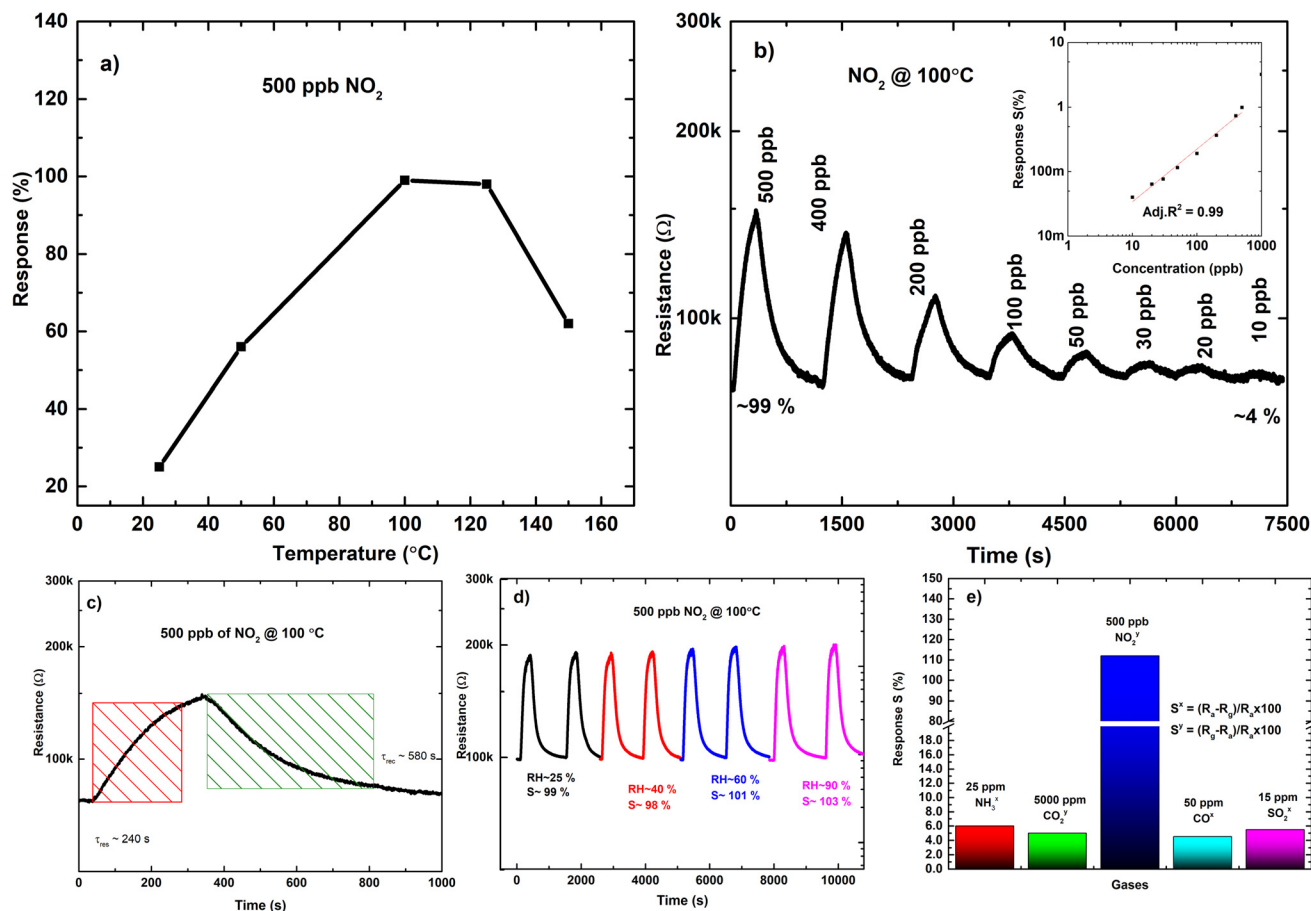 a)
500 ppb NO₂
Response (%)
140
120
100
80
60
40
20
0 20 40 60 80 100 120 140 160
Temperature (°C)
b)
NO₂ @ 100°C
Resistance (Ω)
300k
200k
100k
500 ppb
400 ppb
200 ppb
100 ppb
50 ppb
30 ppb
20 ppb
10 ppb
~99 %
~4 %
0 1500 3000 4500 6000 7500
Time (s)
Response S(%)
10
1
100m
10m
Adj.R² = 0.99
1 10 100 1000
Concentration (ppb)
c)
500 ppb of NO₂ @ 100 °C
Resistance (Ω)
300k
200k
100k
τrec ~ 580 s
τres ~ 240 s
0 200 400 600 800 1000
Time (s)
d)
500 ppb NO₂@ 100°C
Resistance (Ω)
300k
200k
100k
RH~25 %
S~ 99 %
RH~40 %
S~ 98 %
RH~60 %
S~ 101 %
RH~90 %
S~ 103 %
0 2000 4000 6000 8000 10000
Time (s)
e)
Response S (%)
150
140
130
120
110
100
90
80
18.0
16.0
14.0
12.0
10.0
8.0
6.0
4.0
2.0
0.0
25 ppm
NH₃ˣ
5000 ppm
CO₂ʸ
500 ppb
NO₂ʸ
50 ppm
COˣ
15 ppm
SO₂ˣ
Sˣ = (Rₐ-R_g)/Rₐx100
Sʸ = (R_g-Rₐ)/Rₐx100
Gases